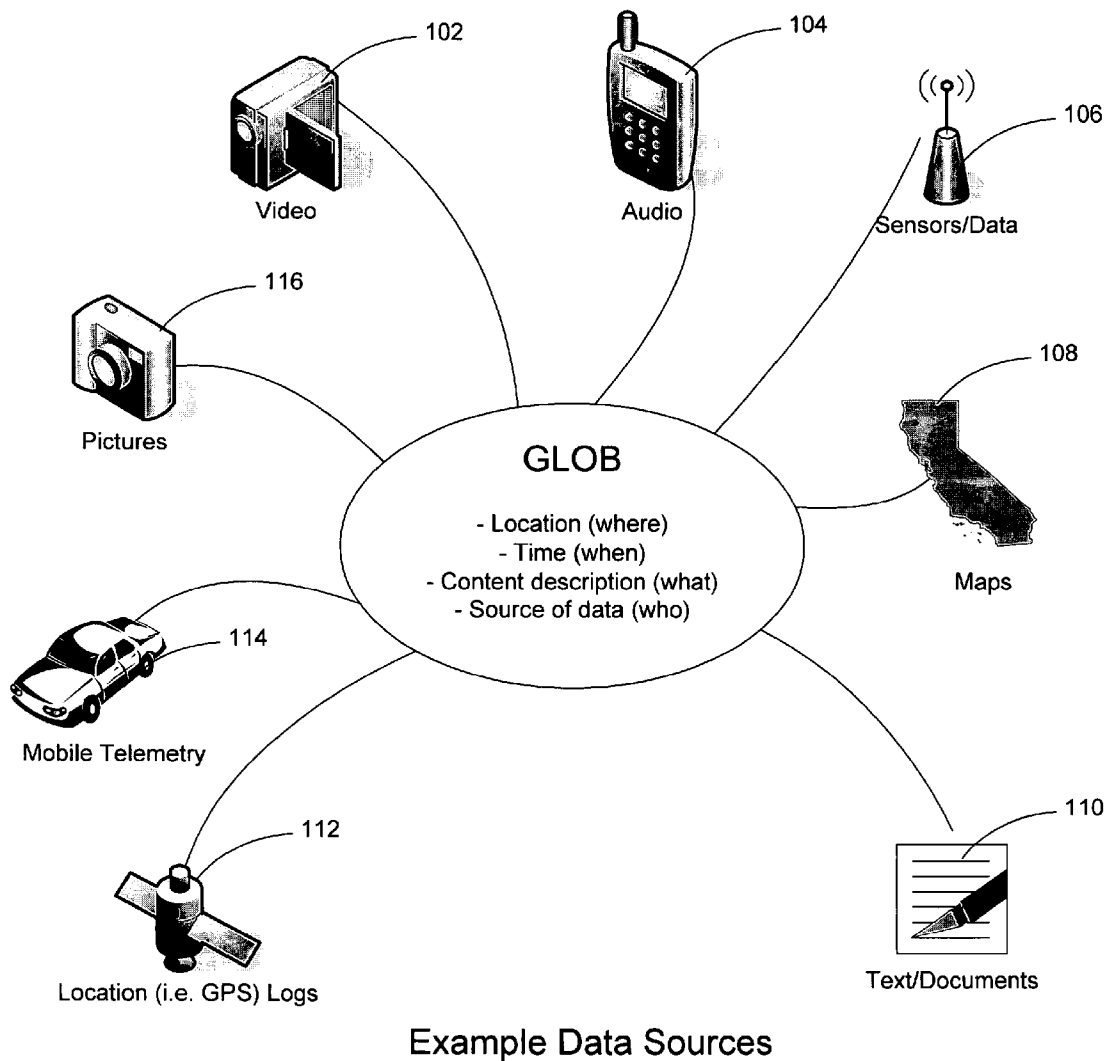 102
104
106
Video
Audio
Sensors/Data
116
108
Pictures
GLOB
- Location (where)
- Time (when)
- Content description (what)
- Source of data (who)
Maps
114
Mobile Telemetry
112
110
Location (i.e. GPS) Logs
Text/Documents
Example Data Sources